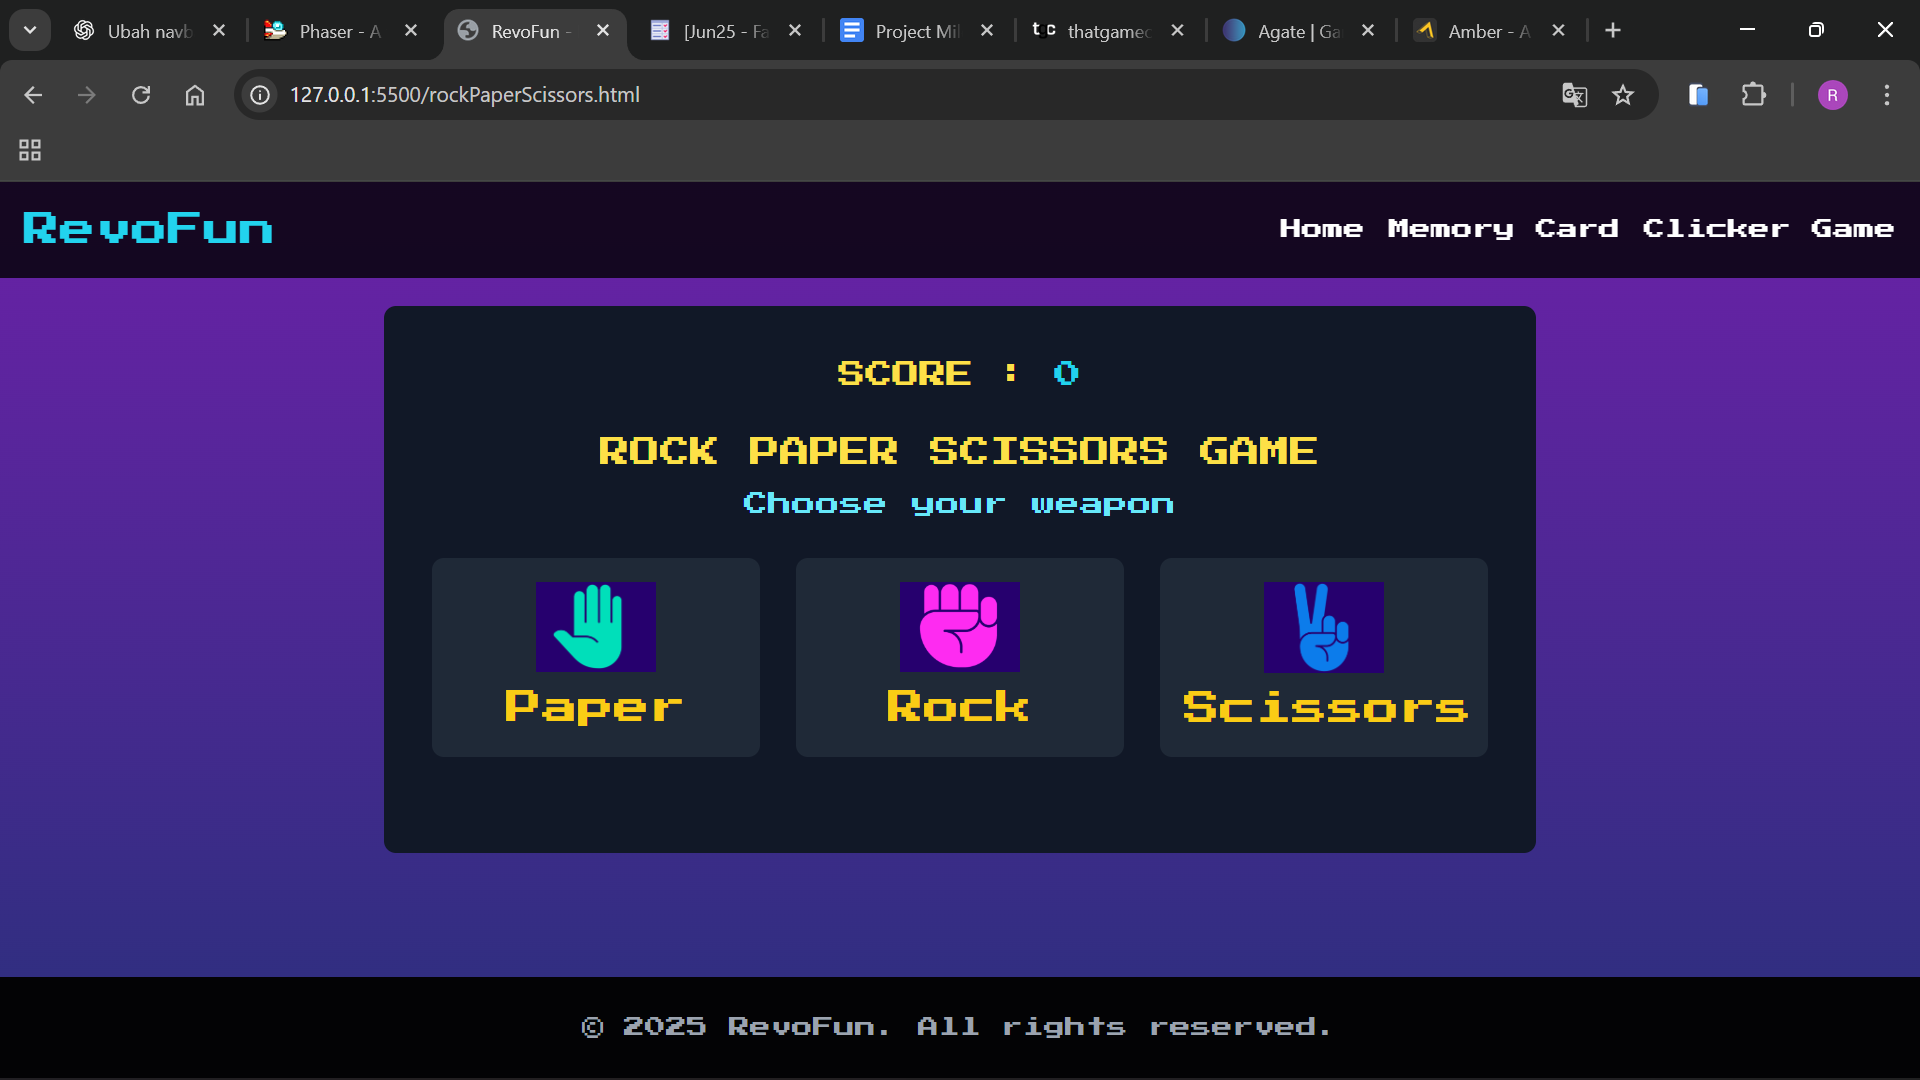 Ubah navb
Phaser - A
RevoFun -
[Jun25 - Fa
Project Mil
thatgamec
Agate | Ga
Amber - A
127.0.0.1:5500/rockPaperScissors.html
R
RevoFun
Home Memory Card Clicker Game
SCORE : 0
ROCK PAPER SCISSORS GAME
Choose your weapon
Paper
Rock
Scissors
© 2025 RevoFun. All rights reserved.